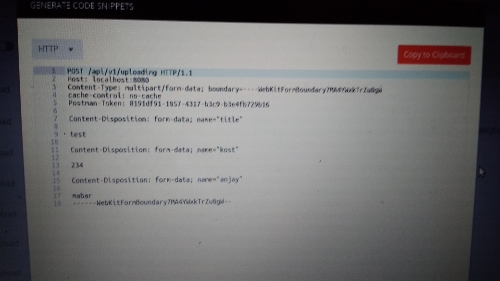 GENERATE CODE SNIPPETS
HTTP
Copy to Clipboard
1 POST /api/v1/uploading HTTP/1.1
2 Host: localhost:8080
3 Content-Type: multipart/form-data; boundary=----WebKitFormBoundary7MA4YWxkTrZu0gW
4 cache-control: no-cache
5 Postman-Token: 8191df91-1857-4317-b3c9-b3e4fb729b16
6
7 Content-Disposition: form-data; name="title"
8
9 test
10
11 Content-Disposition: form-data; name="kost"
12
13 234
14
15 Content-Disposition: form-data; name="anjay"
16
17 mabar
18 ------WebKitFormBoundary7MA4YWxkTrZu0gW--